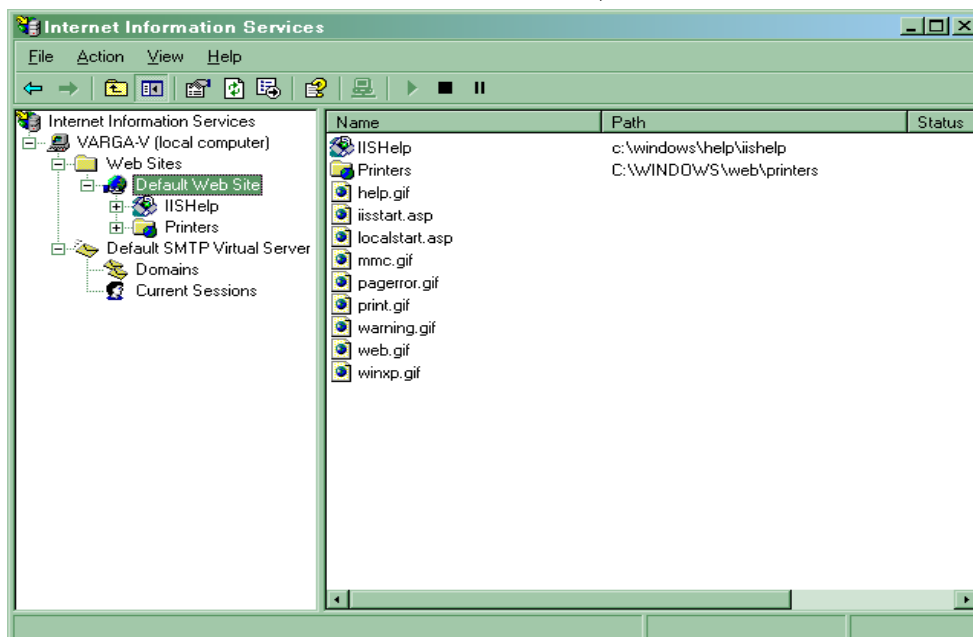 Internet Information Services
File Action View Help
Internet Information Services
VARGA-V (local computer)
Web Sites
Default Web Site
IISHelp
Printers
Default SMTP Virtual Server
Domains
Current Sessions
Name Path Status
IISHelp c:\windows\help\iishelp
Printers C:\WINDOWS\web\printers
help.gif
iisstart.asp
localstart.asp
mmc.gif
pagerror.gif
print.gif
warning.gif
web.gif
winxp.gif